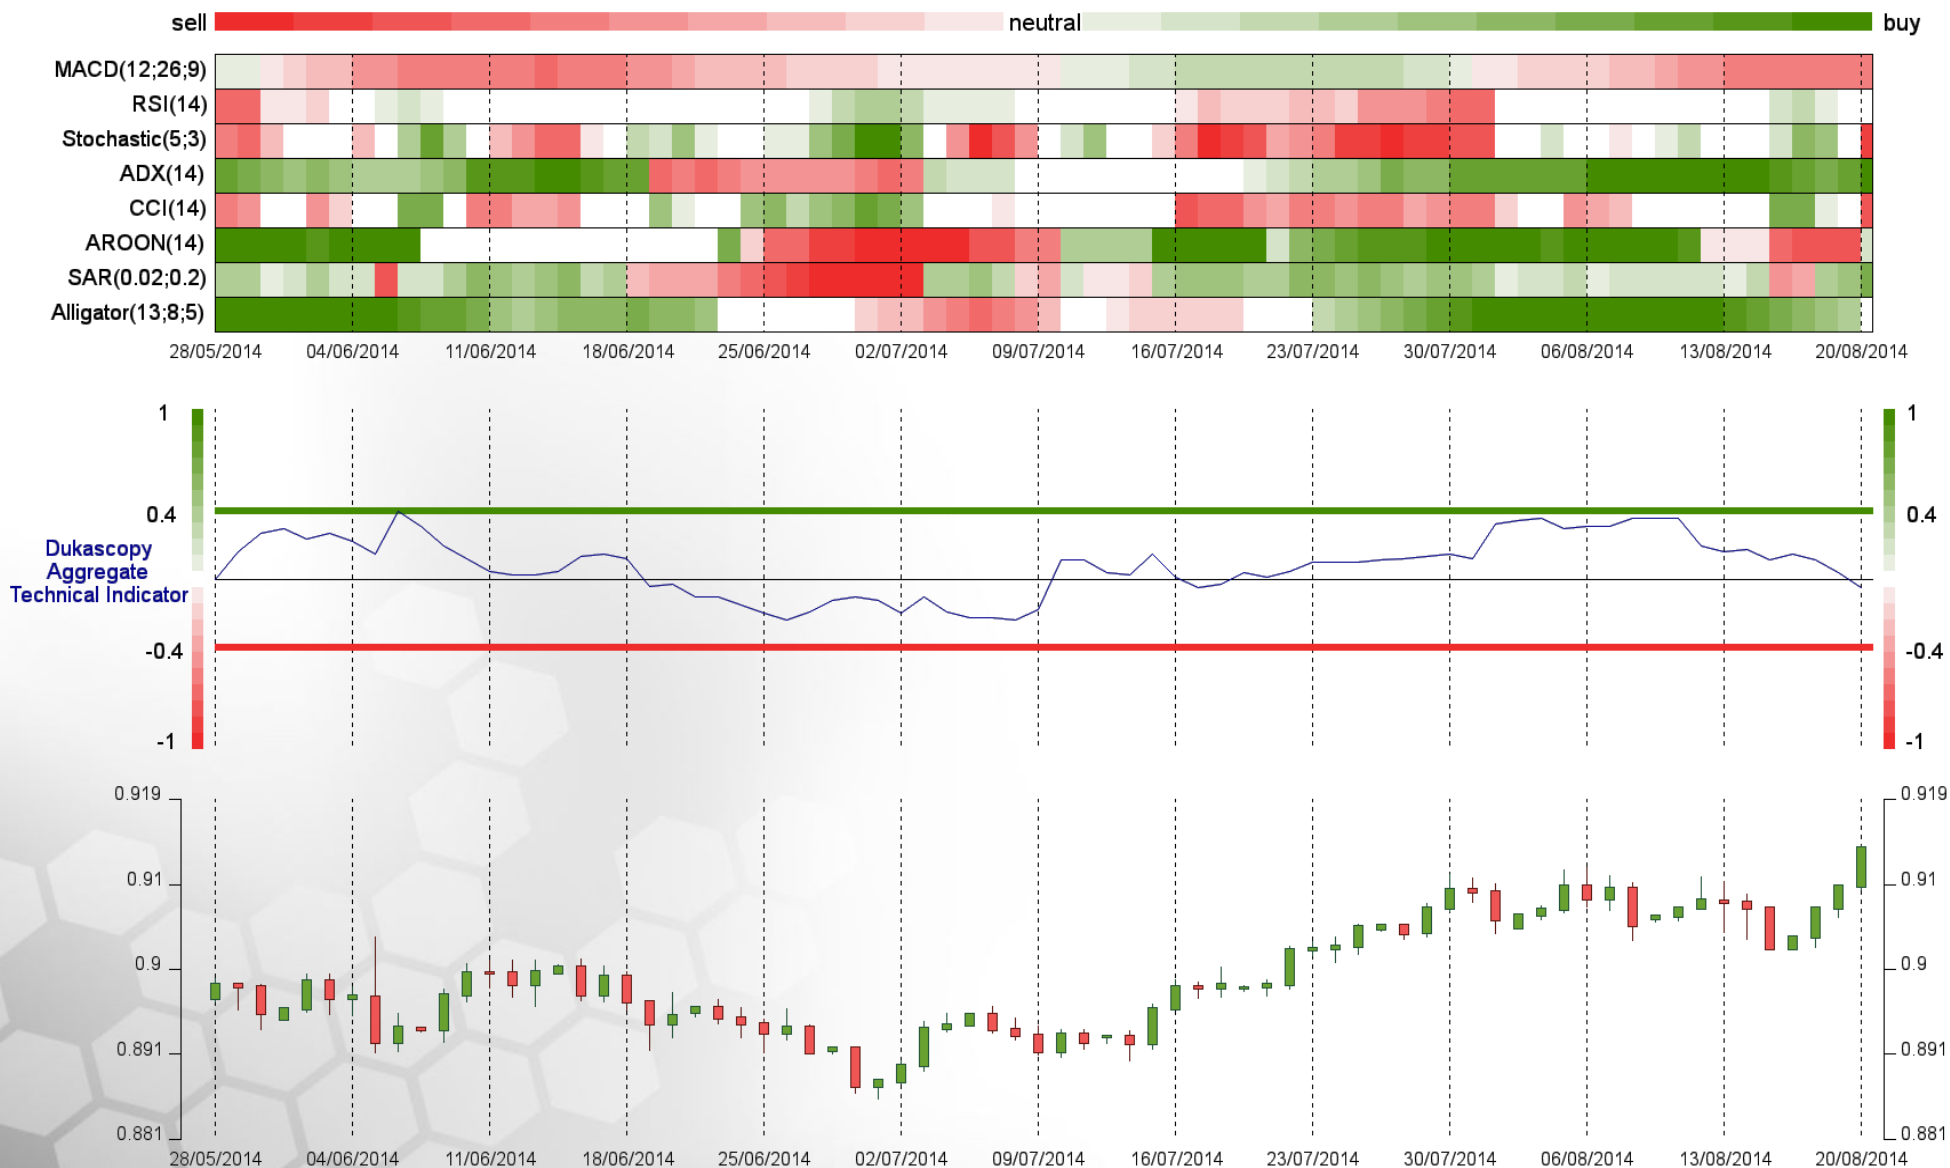 sell neutral buy
MACD(12;26;9)
RSI(14)
Stochastic(5;3)
ADX(14)
CCI(14)
AROON(14)
SAR(0.02;0.2)
Alligator(13;8;5)
28/05/2014 04/06/2014 11/06/2014 18/06/2014 25/06/2014 02/07/2014 09/07/2014 16/07/2014 23/07/2014 30/07/2014 06/08/2014 13/08/2014 20/08/2014
1 1
0.4 0.4
Dukascopy
Aggregate
Technical Indicator
-0.4 -0.4
-1 -1
0.919 0.919
0.91 0.91
0.9 0.9
0.891 0.891
0.881 0.881
28/05/2014 04/06/2014 11/06/2014 18/06/2014 25/06/2014 02/07/2014 09/07/2014 16/07/2014 23/07/2014 30/07/2014 06/08/2014 13/08/2014 20/08/2014